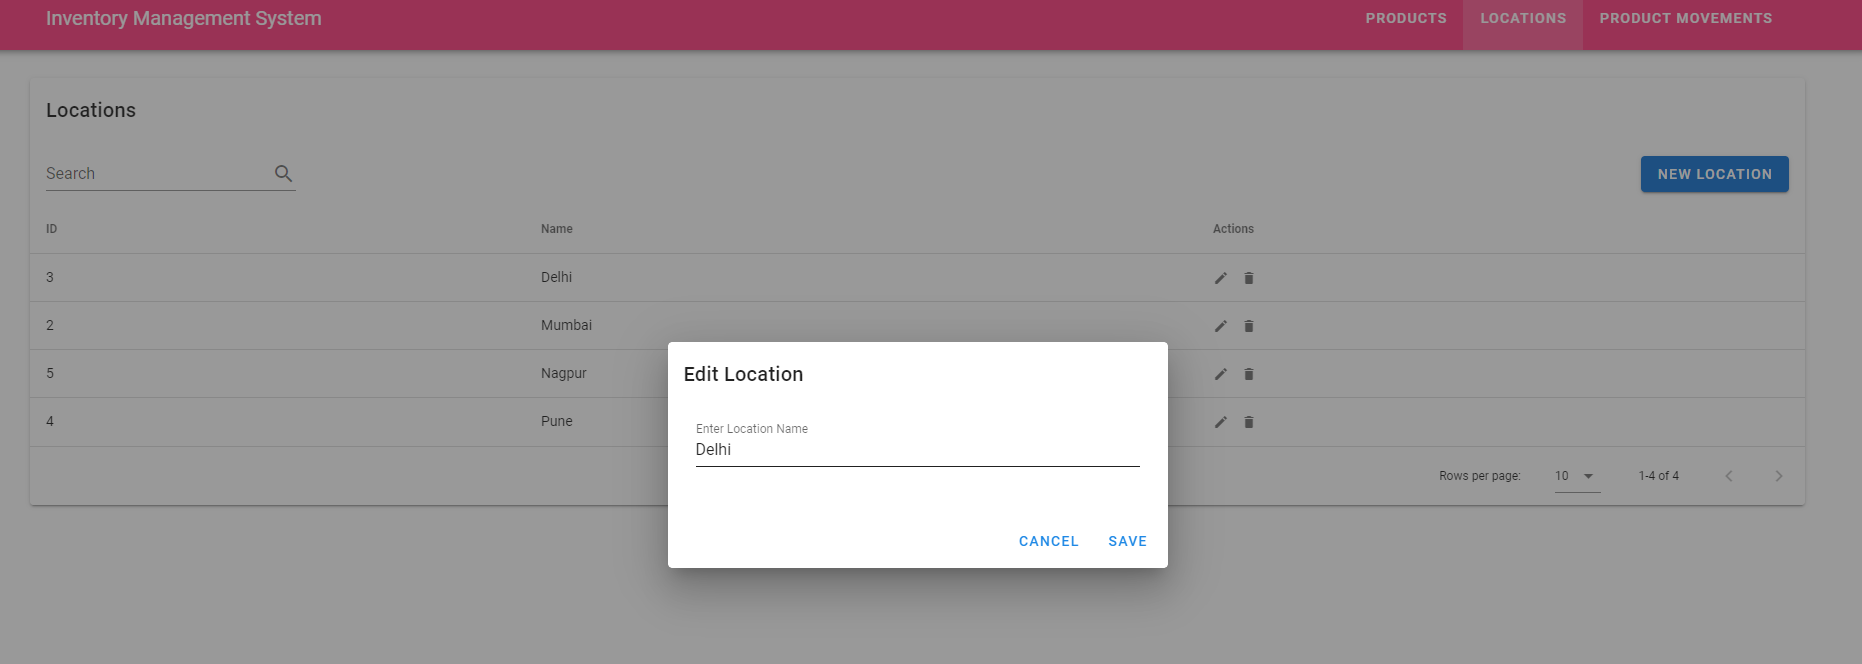 Inventory Management System PRODUCTS LOCATIONS PRODUCT MOVEMENTS
Locations
Search NEW LOCATION
ID Name Actions
3 Delhi
2 Mumbai
5 Nagpur
4 Pune
Rows per page: 10 1-4 of 4
Edit Location
Enter Location Name
Delhi
CANCEL SAVE